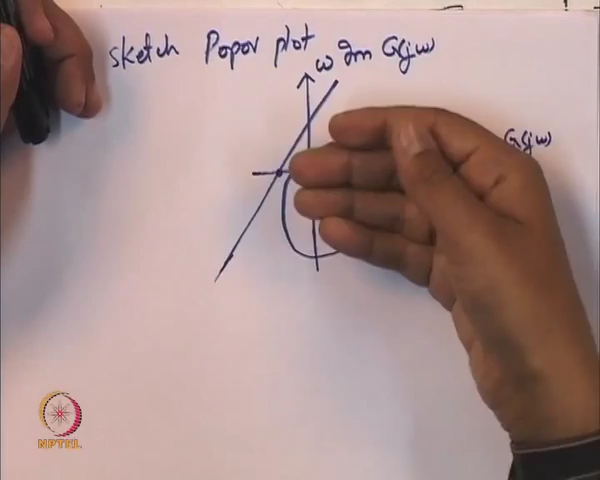 sketch Popov plot
ω Im G(jω)
G(jω)
NPTEL